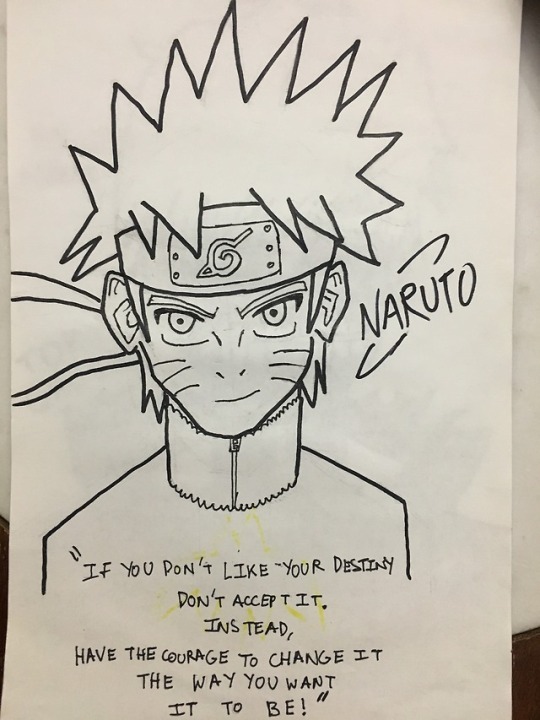 NARUTO
"IF YOU DON'T LIKE YOUR DESTINY
DON'T ACCEPT IT.
INSTEAD,
HAVE THE COURAGE TO CHANGE IT
THE WAY YOU WANT
IT TO BE!"